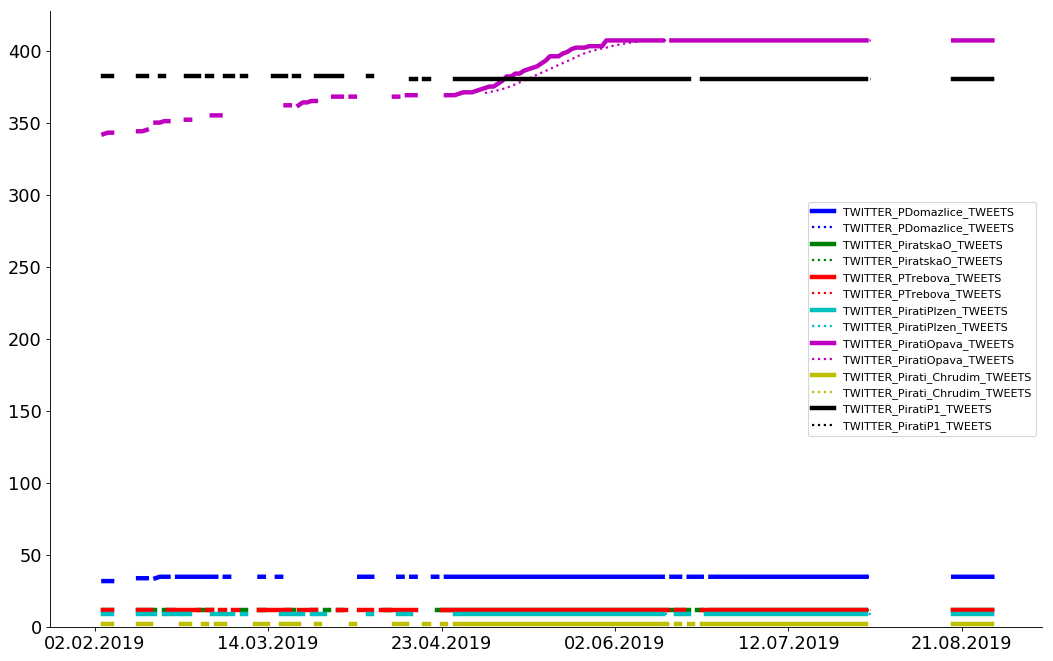 400
350
300
250
200
150
100
50
0
02.02.2019 14.03.2019 23.04.2019 02.06.2019 12.07.2019 21.08.2019
TWITTER_PDomazlice_TWEETS
TWITTER_PDomazlice_TWEETS
TWITTER_PiratskaO_TWEETS
TWITTER_PiratskaO_TWEETS
TWITTER_PTrebova_TWEETS
TWITTER_PTrebova_TWEETS
TWITTER_PiratiPlzen_TWEETS
TWITTER_PiratiPlzen_TWEETS
TWITTER_PiratiOpava_TWEETS
TWITTER_PiratiOpava_TWEETS
TWITTER_Pirati_Chrudim_TWEETS
TWITTER_Pirati_Chrudim_TWEETS
TWITTER_PiratiP1_TWEETS
TWITTER_PiratiP1_TWEETS